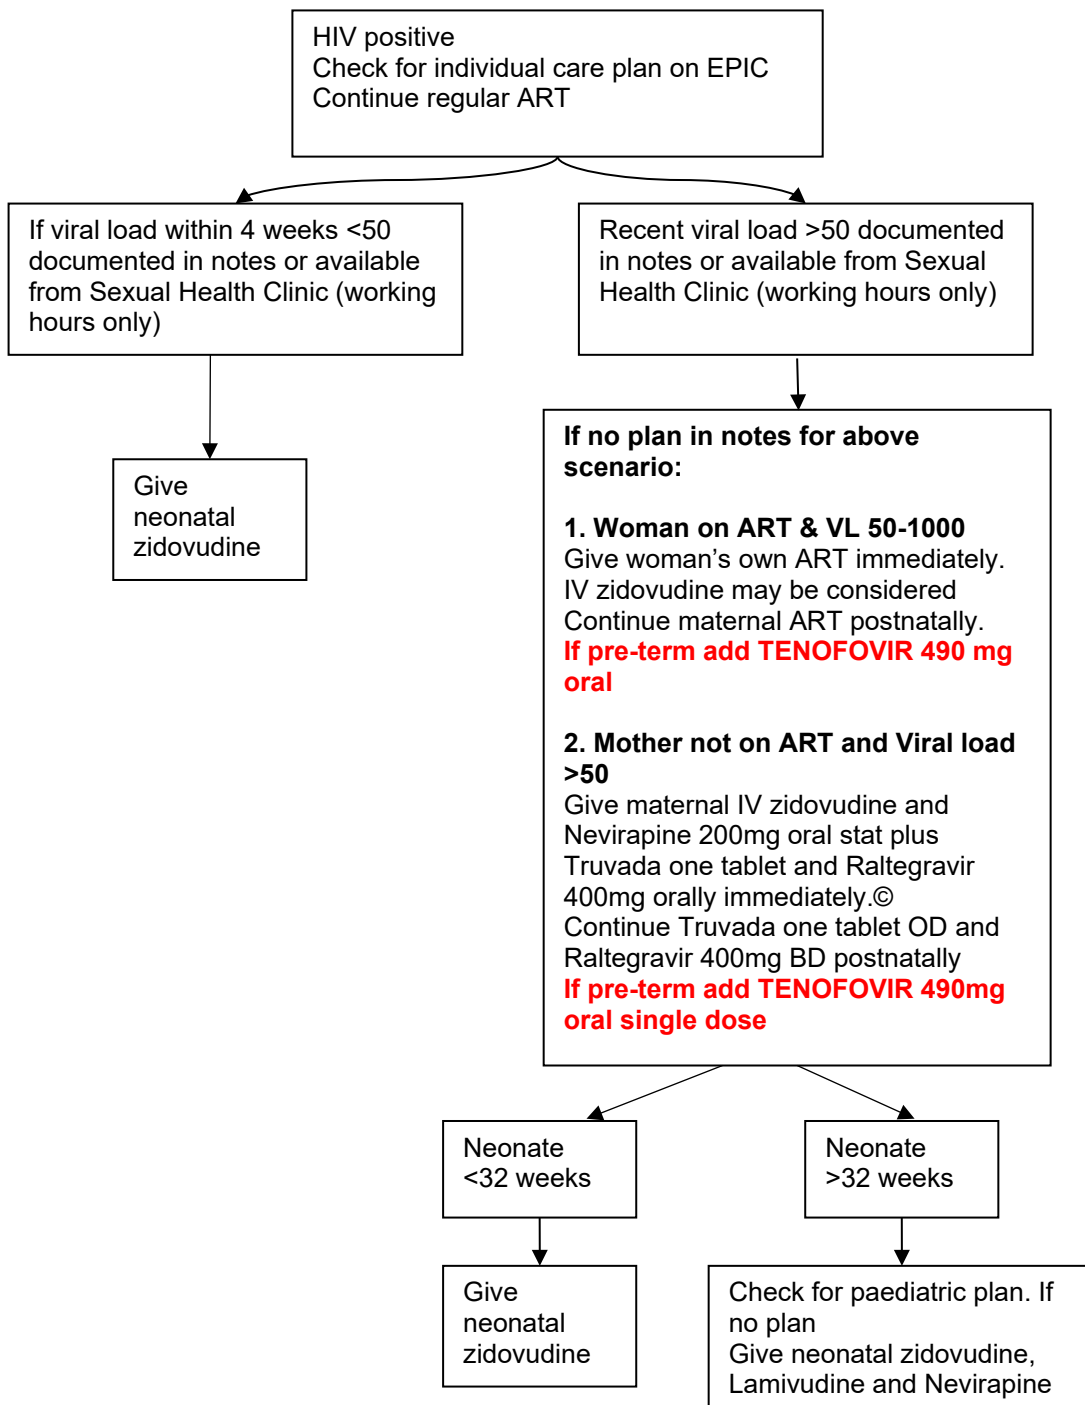 HIV positive
Check for individual care plan on EPIC
Continue regular ART
If viral load within 4 weeks <50
documented in notes or available
from Sexual Health Clinic (working
hours only)
Recent viral load >50 documented
in notes or available from Sexual
Health Clinic (working hours only)
Give
neonatal
zidovudine
If no plan in notes for above
scenario:
1. Woman on ART & VL 50-1000
Give woman’s own ART immediately.
IV zidovudine may be considered
Continue maternal ART postnatally.
If pre-term add TENOFOVIR 490 mg
oral
2. Mother not on ART and Viral load
>50
Give maternal IV zidovudine and
Nevirapine 200mg oral stat plus
Truvada one tablet and Raltegravir
400mg orally immediately.©
Continue Truvada one tablet OD and
Raltegravir 400mg BD postnatally
If pre-term add TENOFOVIR 490mg
oral single dose
Neonate
<32 weeks
Neonate
>32 weeks
Give
neonatal
zidovudine
Check for paediatric plan. If
no plan
Give neonatal zidovudine,
Lamivudine and Nevirapine